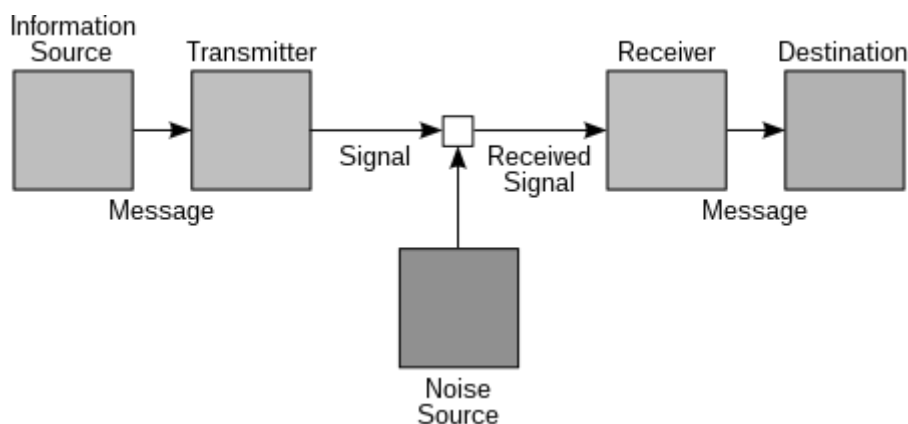 Information
Source
Transmitter
Receiver
Destination
Signal
Received
Signal
Message
Message
Noise
Source